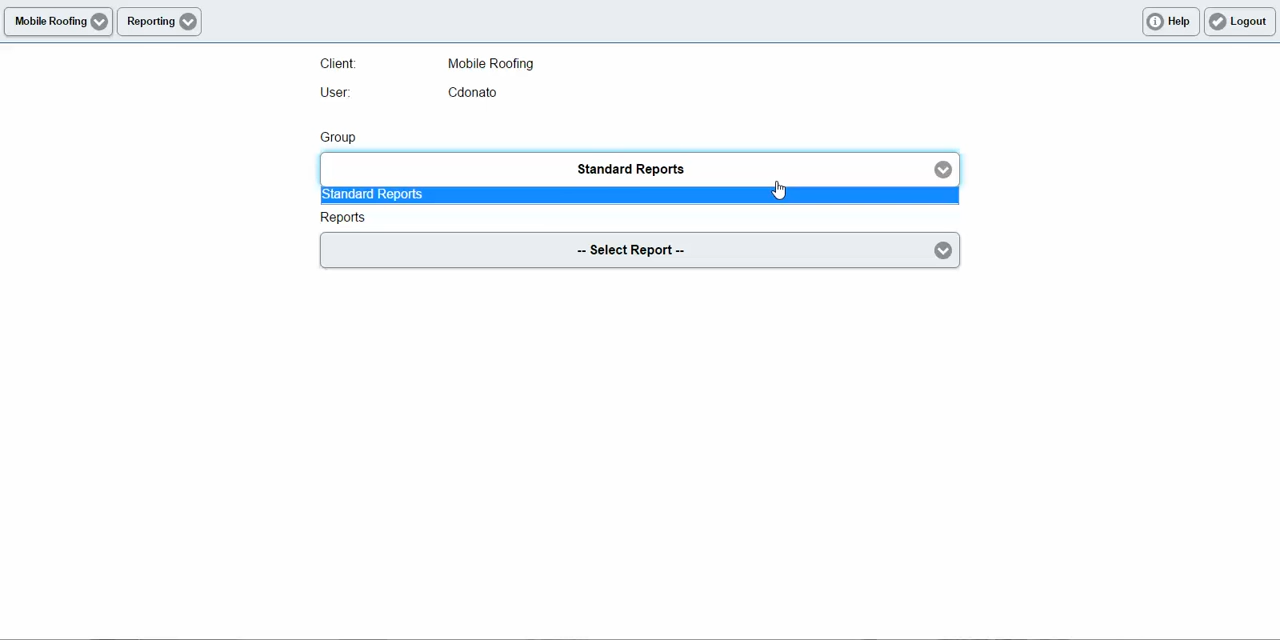 Mobile Roofing Reporting Help Logout
Client: Mobile Roofing
User: Cdonato
Group
Standard Reports
Standard Reports
Reports
-- Select Report --